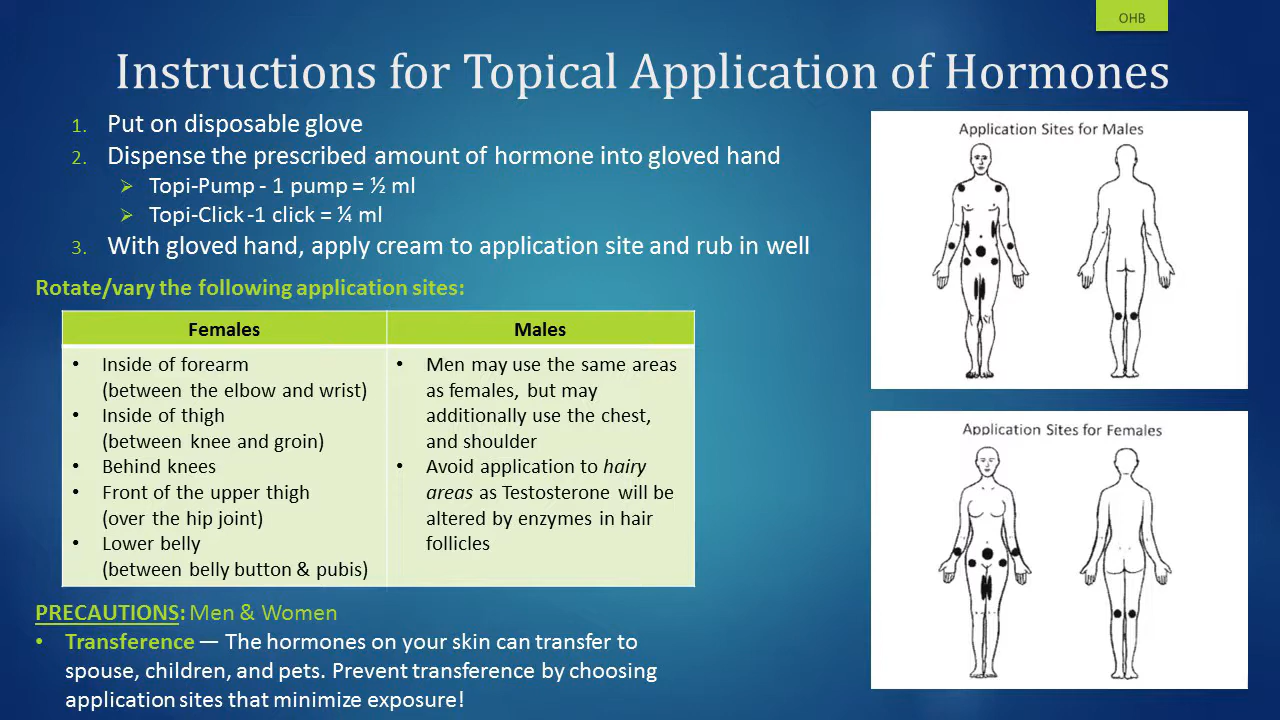 OHB
Instructions for Topical Application of Hormones
1. Put on disposable glove
2. Dispense the prescribed amount of hormone into gloved hand
Topi-Pump - 1 pump = ½ ml
Topi-Click -1 click = ¼ ml
3. With gloved hand, apply cream to application site and rub in well
Rotate/vary the following application sites:
Females
• Inside of forearm
(between the elbow and wrist)
• Inside of thigh
(between knee and groin)
• Behind knees
• Front of the upper thigh
(over the hip joint)
• Lower belly
(between belly button & pubis)
Males
• Men may use the same areas
as females, but may
additionally use the chest,
and shoulder
• Avoid application to hairy
areas as Testosterone will be
altered by enzymes in hair
follicles
PRECAUTIONS: Men & Women
• Transference — The hormones on your skin can transfer to
spouse, children, and pets. Prevent transference by choosing
application sites that minimize exposure!
Application Sites for Males
Application Sites for Females